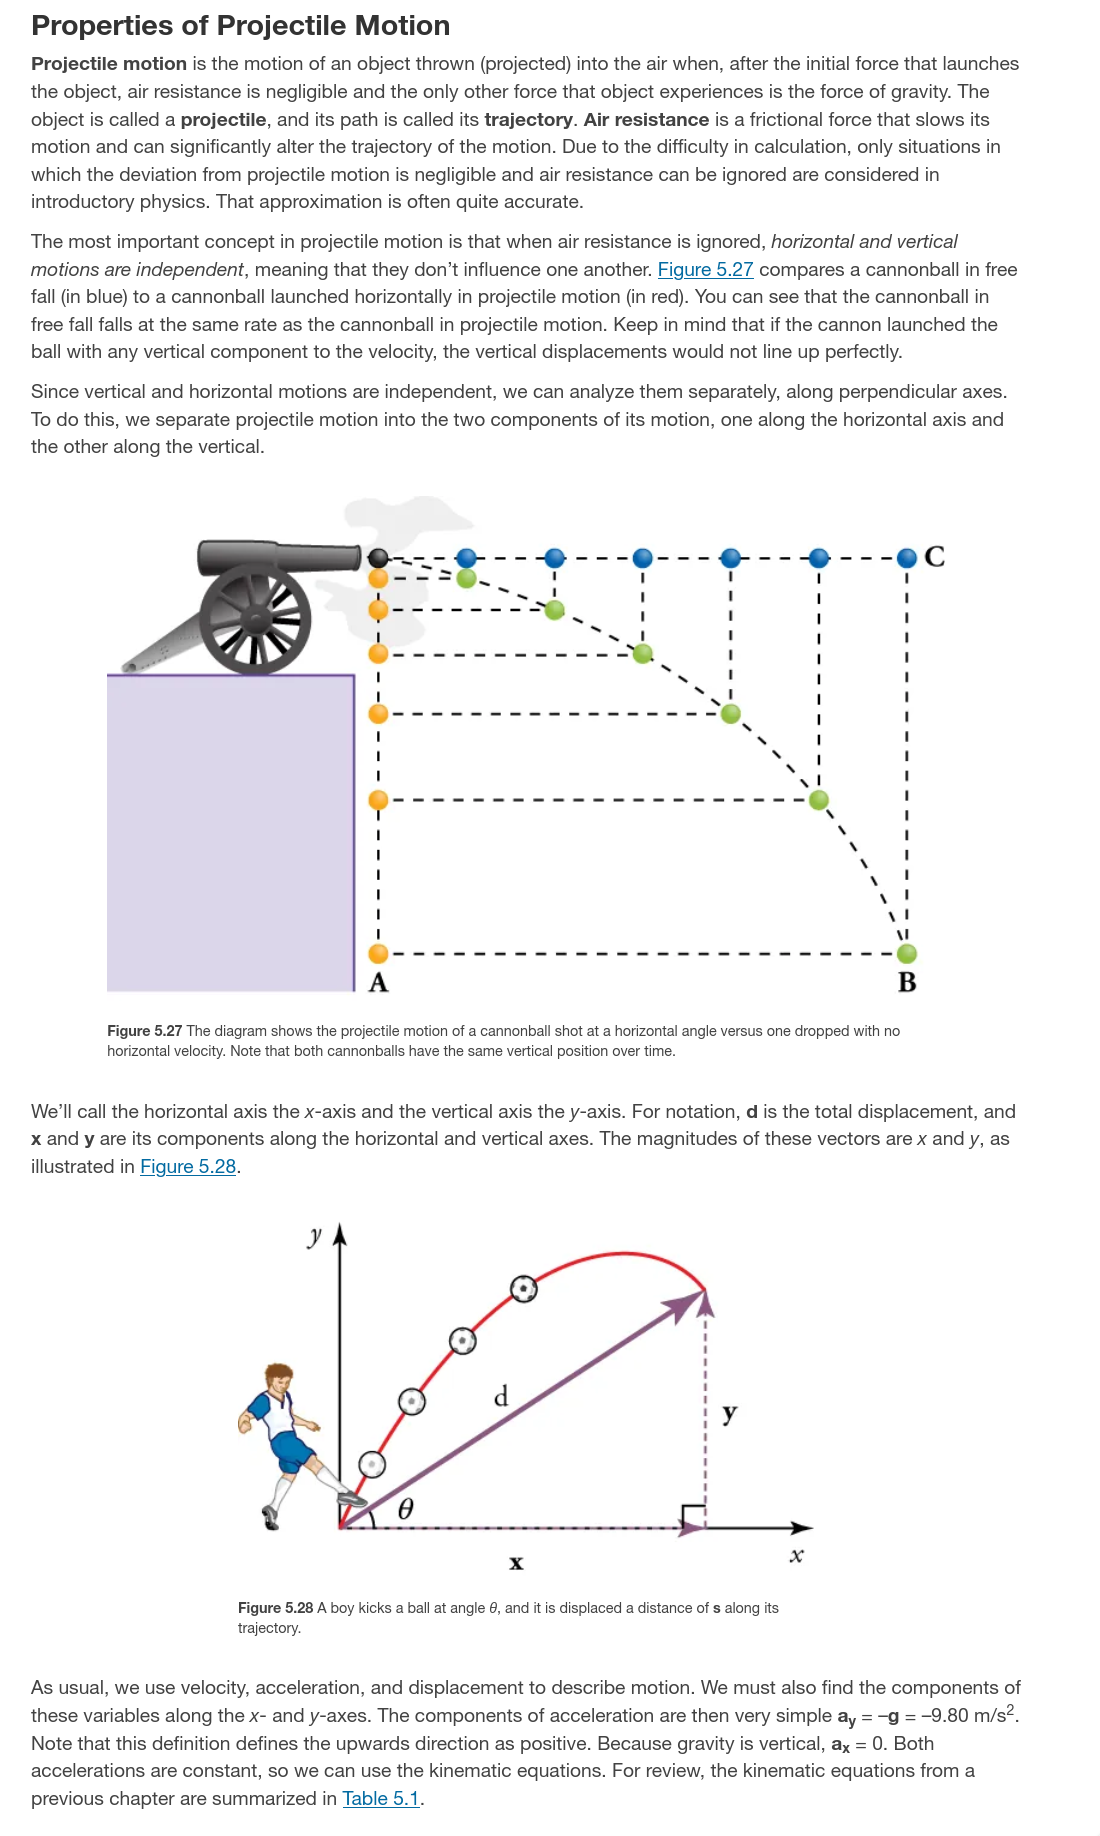 Properties of Projectile Motion
Projectile motion is the motion of an object thrown (projected) into the air when, after the initial force that launches
the object, air resistance is negligible and the only other force that object experiences is the force of gravity. The
object is called a projectile, and its path is called its trajectory. Air resistance is a frictional force that slows its
motion and can significantly alter the trajectory of the motion. Due to the difficulty in calculation, only situations in
which the deviation from projectile motion is negligible and air resistance can be ignored are considered in
introductory physics. That approximation is often quite accurate.
The most important concept in projectile motion is that when air resistance is ignored, horizontal and vertical
motions are independent, meaning that they don’t influence one another. Figure 5.27 compares a cannonball in free
fall (in blue) to a cannonball launched horizontally in projectile motion (in red). You can see that the cannonball in
free fall falls at the same rate as the cannonball in projectile motion. Keep in mind that if the cannon launched the
ball with any vertical component to the velocity, the vertical displacements would not line up perfectly.
Since vertical and horizontal motions are independent, we can analyze them separately, along perpendicular axes.
To do this, we separate projectile motion into the two components of its motion, one along the horizontal axis and
the other along the vertical.
C
A B
Figure 5.27 The diagram shows the projectile motion of a cannonball shot at a horizontal angle versus one dropped with no
horizontal velocity. Note that both cannonballs have the same vertical position over time.
We’ll call the horizontal axis the x-axis and the vertical axis the y-axis. For notation, d is the total displacement, and
x and y are its components along the horizontal and vertical axes. The magnitudes of these vectors are x and y, as
illustrated in Figure 5.28.
y
d
y
θ
x
x
Figure 5.28 A boy kicks a ball at angle θ, and it is displaced a distance of s along its
trajectory.
As usual, we use velocity, acceleration, and displacement to describe motion. We must also find the components of
these variables along the x- and y-axes. The components of acceleration are then very simple a_y = –g = –9.80 m/s².
Note that this definition defines the upwards direction as positive. Because gravity is vertical, a_x = 0. Both
accelerations are constant, so we can use the kinematic equations. For review, the kinematic equations from a
previous chapter are summarized in Table 5.1.